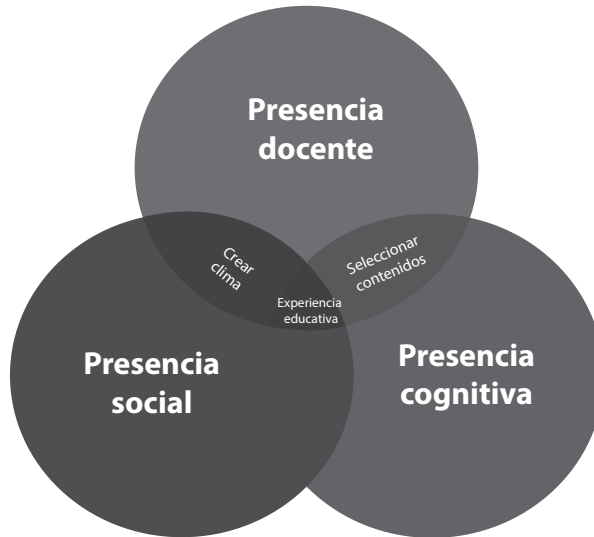 Presencia
docente
Crear
clima
Seleccionar
contenidos
Experiencia
educativa
Presencia
social
Presencia
cognitiva